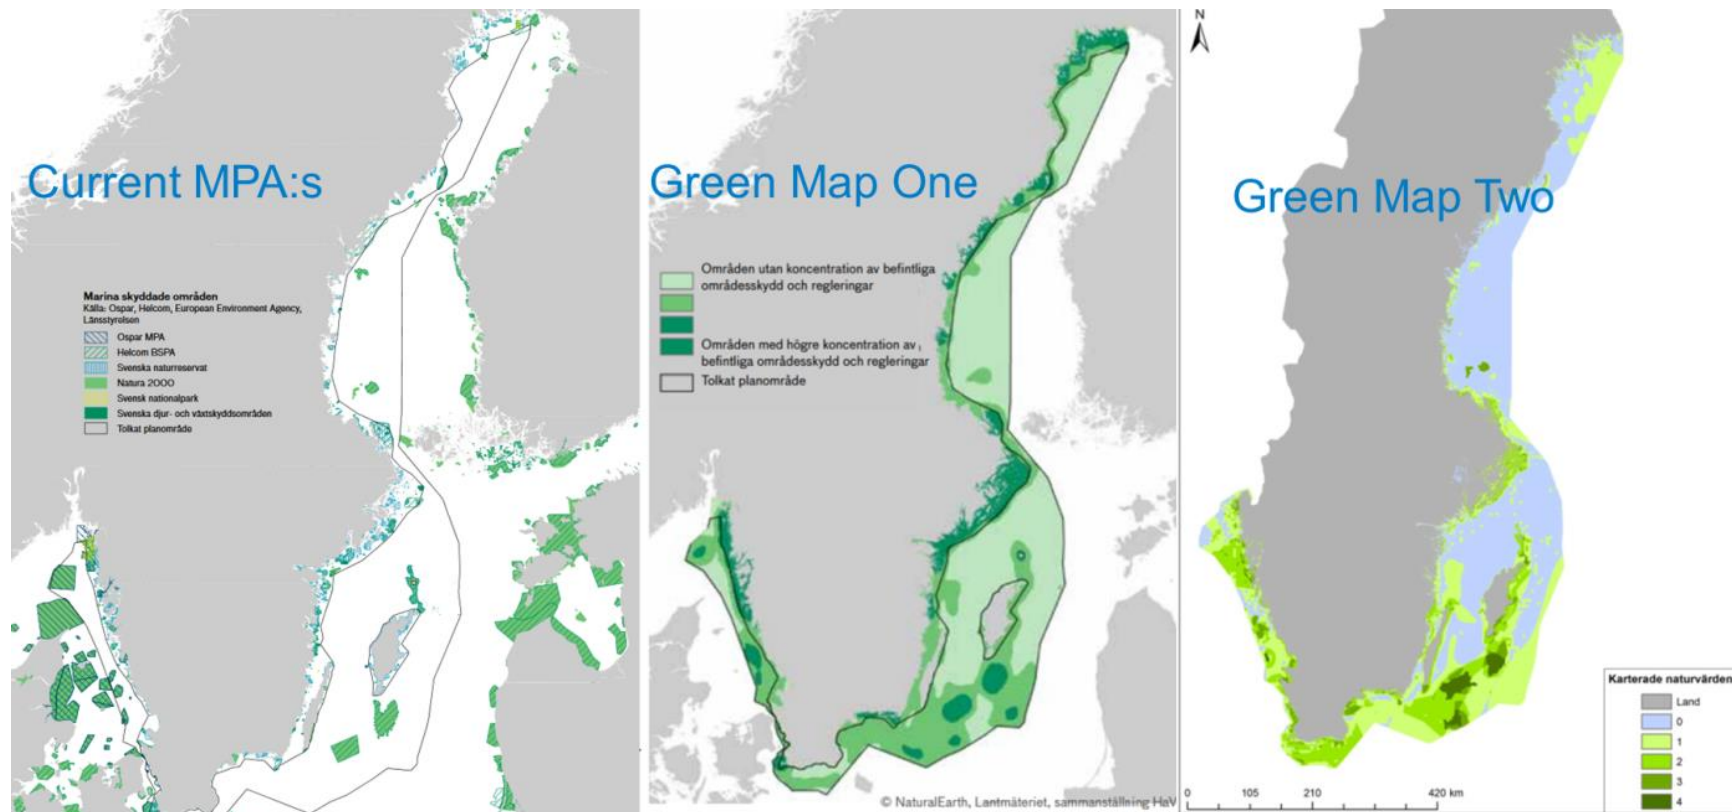 Current MPA:s
Marina skyddade områden
Källa: Ospar, Helcom, European Environment Agency,
Länsstyrelsen
Ospar MPA
Helcom BSPA
Svenska naturreservat
Natura 2000
Svensk nationalpark
Svenska djur- och växtskyddsområden
Tolkat planområde
Green Map One
Områden utan koncentration av befintliga
områdesskydd och regleringar
Områden med högre koncentration av
befintliga områdesskydd och regleringar
Tolkat planområde
© NaturalEarth, Lantmäteriet, sammanställning HaV
N
Green Map Two
Karterade naturvärden
Land
0
1
2
3
4
0 105 210 420 km